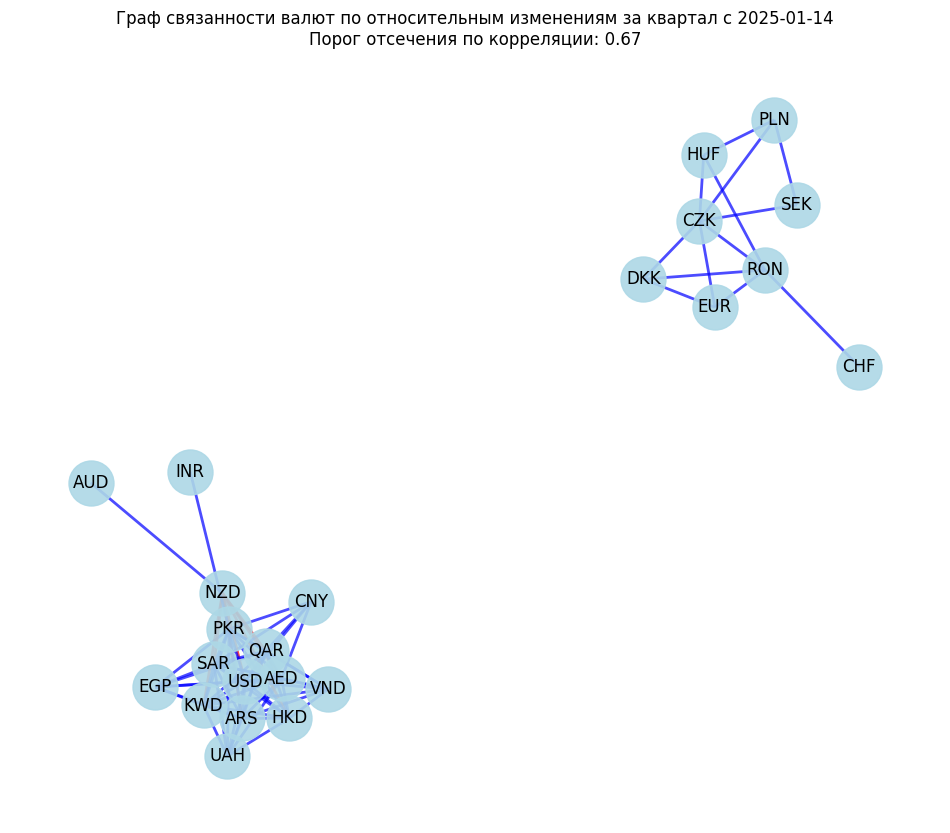 Граф связанности валют по относительным изменениям за квартал с 2025-01-14
Порог отсечения по корреляции: 0.67
PLN
HUF
SEK
CZK
RON
DKK
EUR
CHF
INR
AUD
NZD
CNY
PKR
QAR
SAR
AED
USD
EGP
VND
KWD
HKD
ARS
UAH